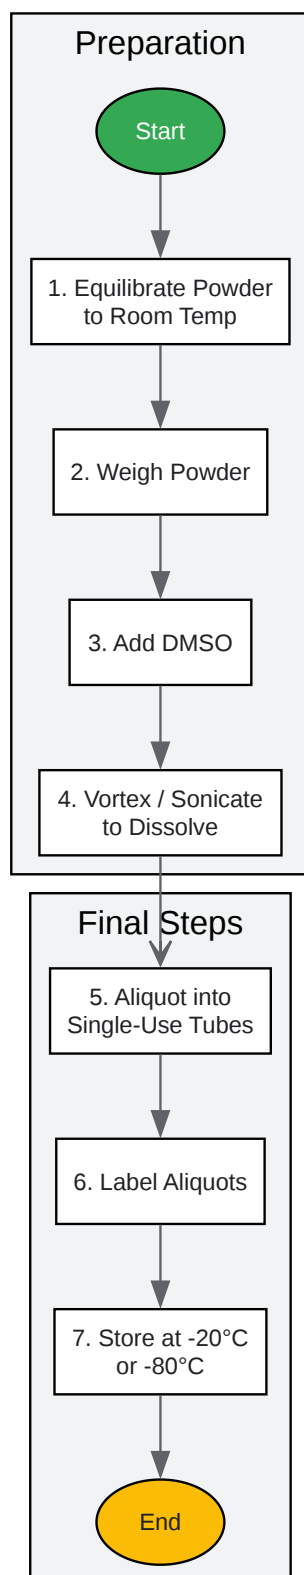 Preparation
Start
1. Equilibrate Powder
to Room Temp
2. Weigh Powder
3. Add DMSO
4. Vortex / Sonicate
to Dissolve
Final Steps
5. Aliquot into
Single-Use Tubes
6. Label Aliquots
7. Store at -20°C
or -80°C
End